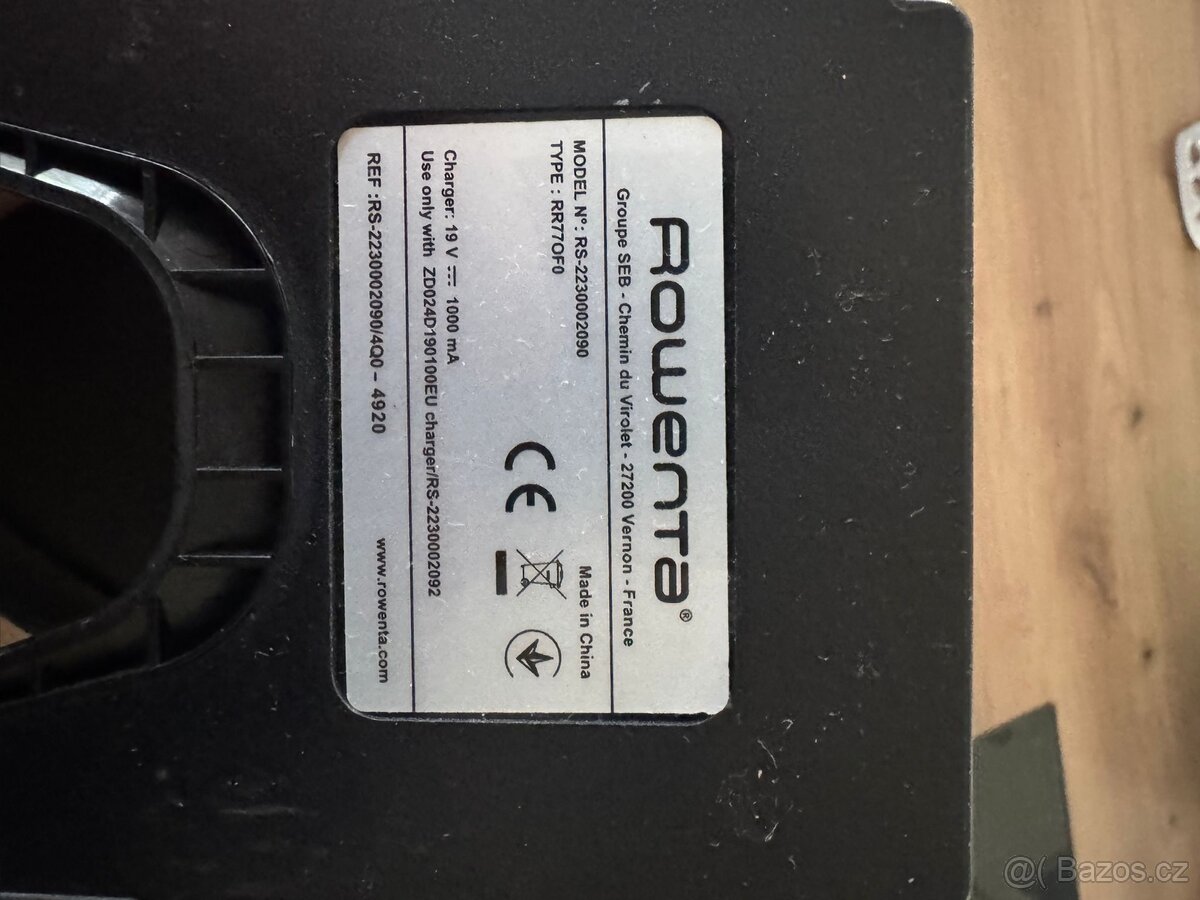 Rowenta®
Groupe SEB - Chemin du Virolet - 27200 Vernon - France
MODEL N°: RS-2230002090
Made in China
TYPE : RR77OF0
CE
Charger: 19 V ⎓ 1000 mA
Use only with ZD024D190100EU charger/RS-2230002092
REF :RS-2230002090/4Q0 – 4920
www.rowenta.com
@( Bazos.cz